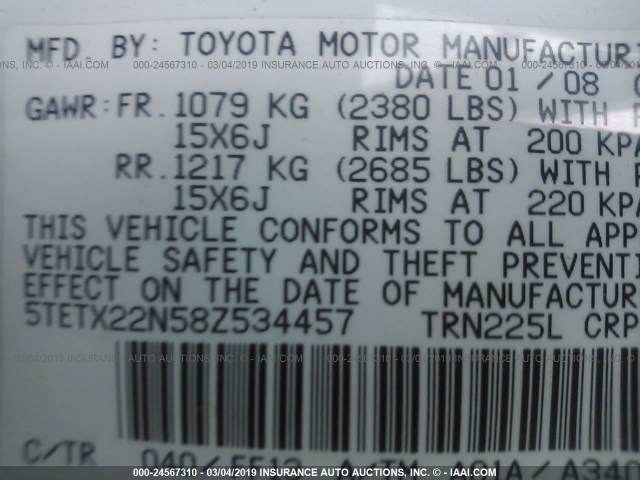 MFD. BY: TOYOTA MOTOR MANUFACTUR
DATE 01 / 08
GAWR: FR. 1079 KG (2380 LBS) WITH
15X6J RIMS AT 200 KPA
RR. 1217 KG (2685 LBS) WITH
15X6J RIMS AT 220 KPA
THIS VEHICLE CONFORMS TO ALL APP
VEHICLE SAFETY AND THEFT PREVENTI
EFFECT ON THE DATE OF MANUFACTUR
5TETX22N58Z534457 TRN225L CRP
C/TR 040/
000-24567310 - 03/04/2019 INSURANCE AUTO AUCTIONS © - IAAI.COM